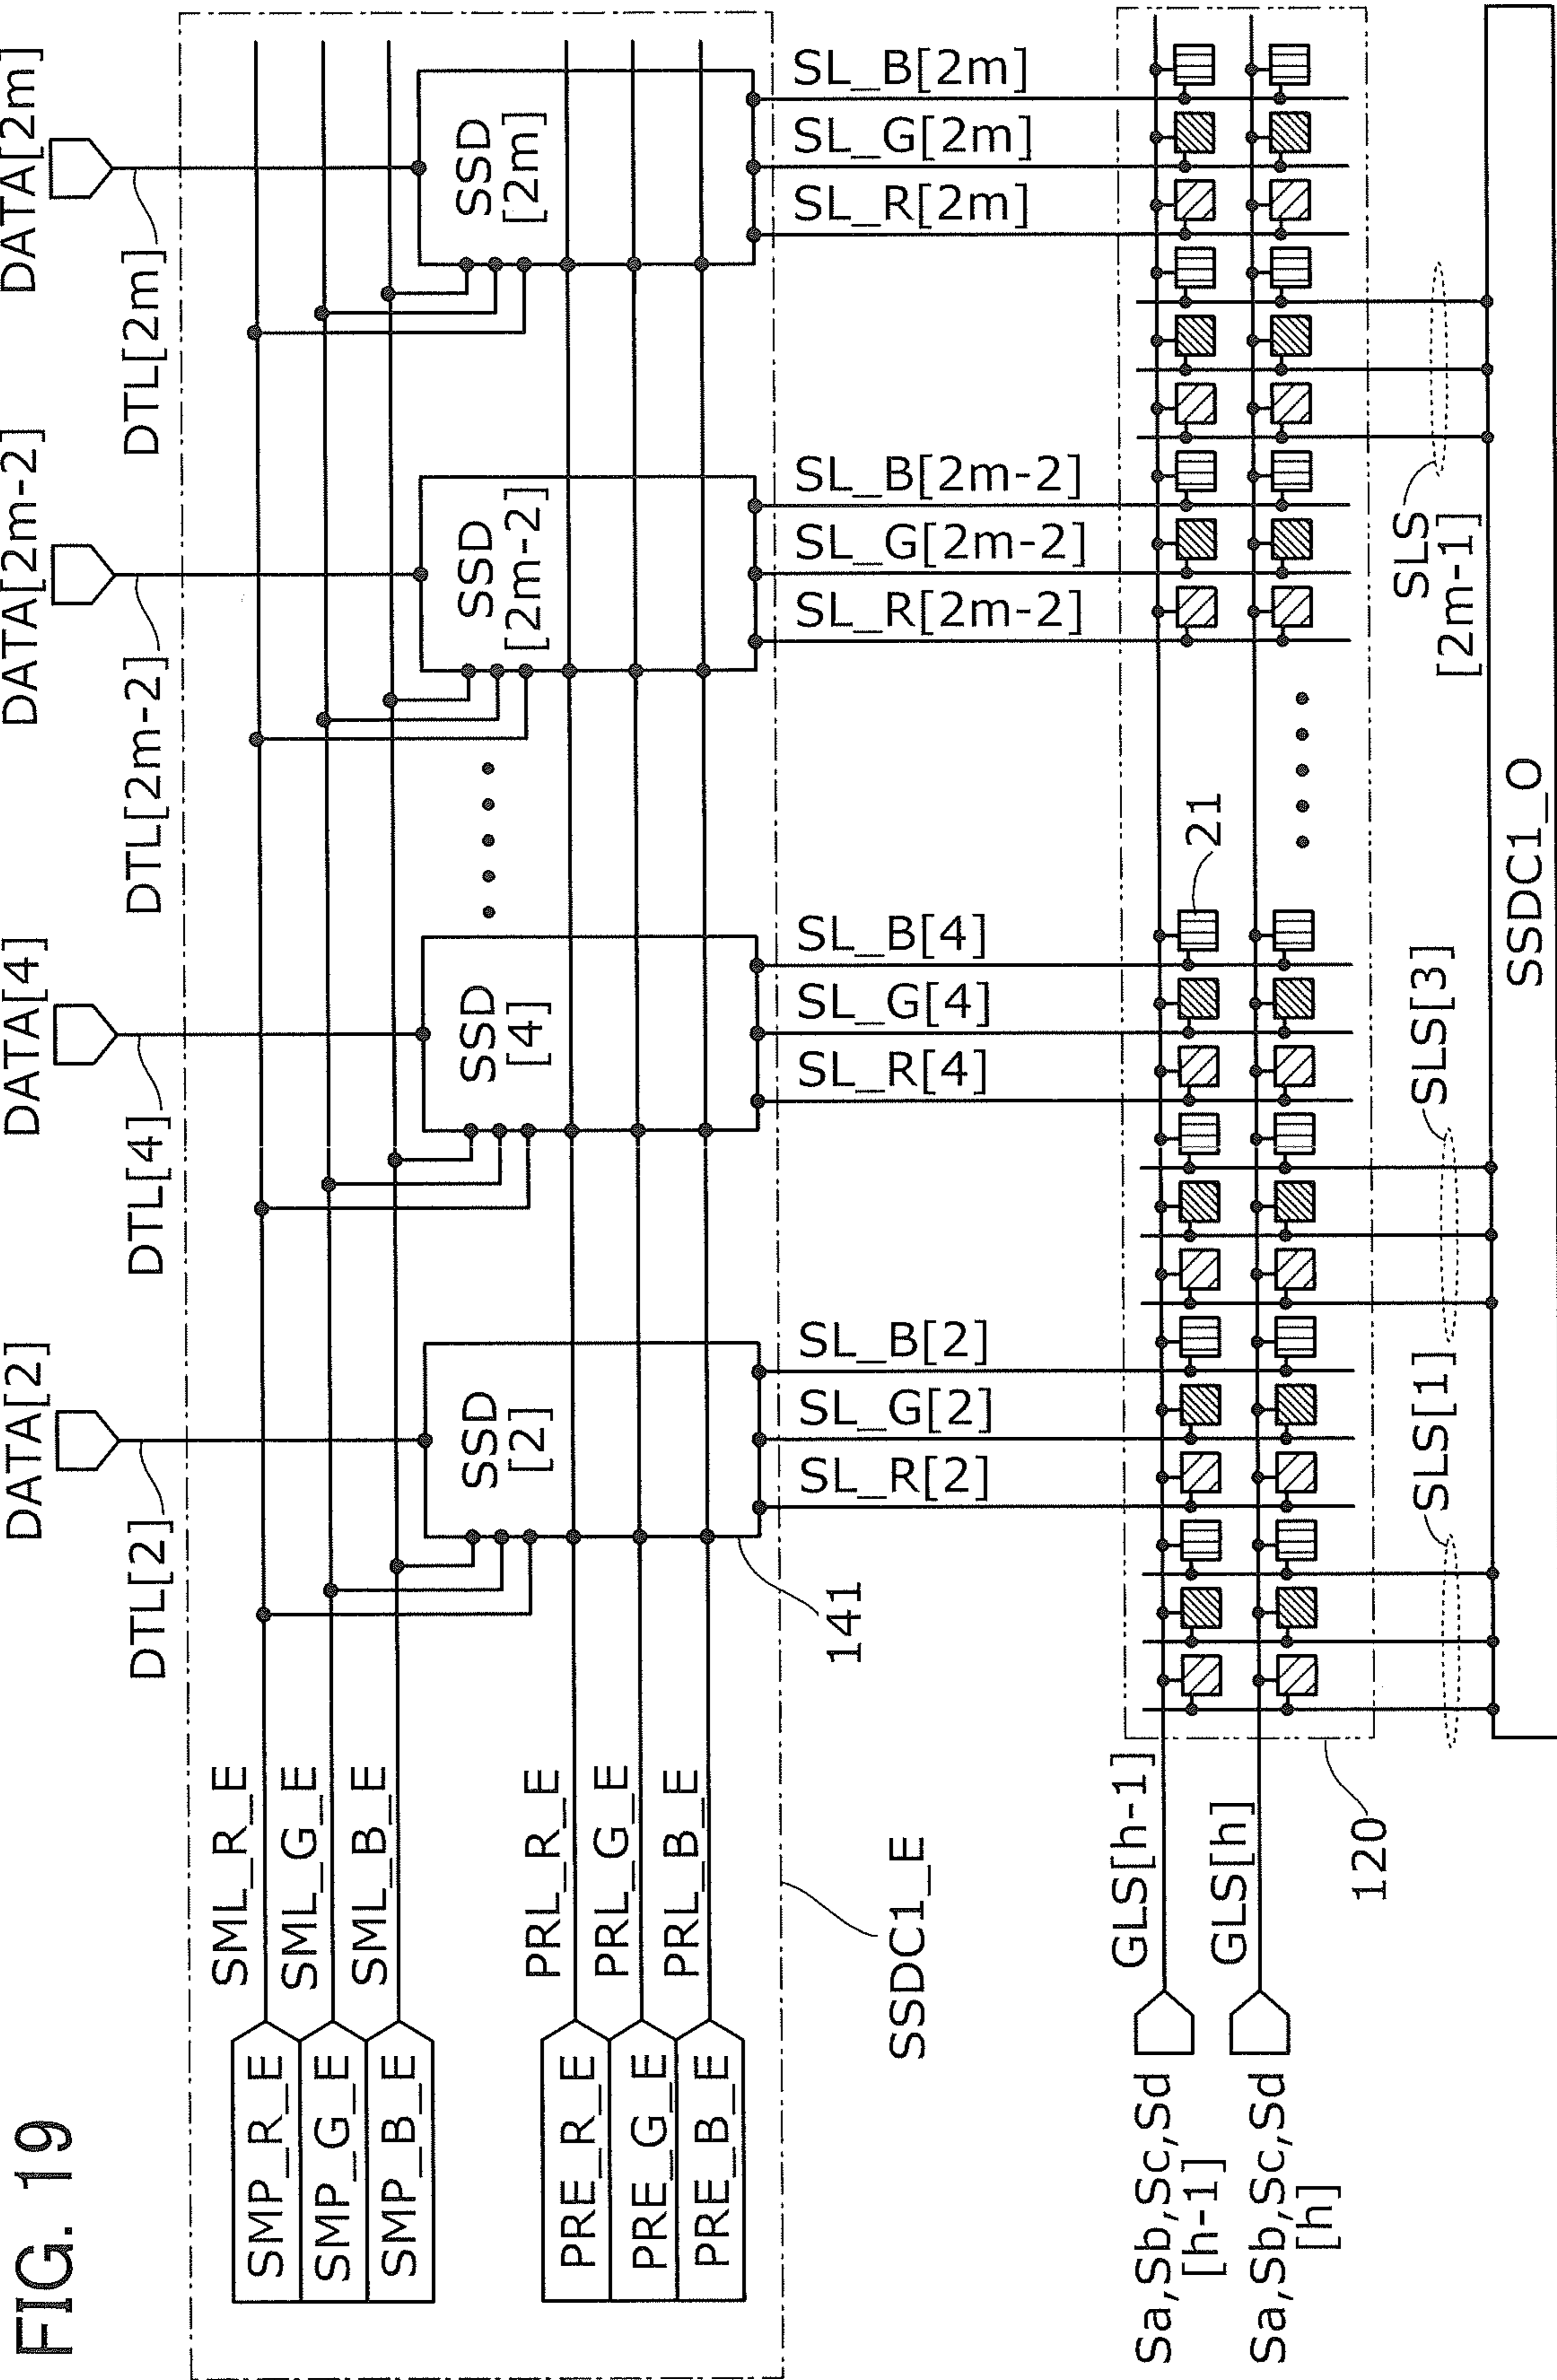 FIG. 19
DATA[2]
DATA[4]
DATA[2m-2]
DATA[2m]
DTL[2]
DTL[4]
DTL[2m-2]
DTL[2m]
SMP_R_E
SML_R_E
SMP_G_E
SML_G_E
SMP_B_E
SML_B_E
SSD
[2]
SSD
[4]
SSD
[2m-2]
SSD
[2m]
PRE_R_E
PRL_R_E
PRE_G_E
PRL_G_E
PRE_B_E
PRL_B_E
141
SSDC1_E
SL_R[2]
SL_G[2]
SL_B[2]
SL_R[4]
SL_G[4]
SL_B[4]
SL_R[2m-2]
SL_G[2m-2]
SL_B[2m-2]
SL_R[2m]
SL_G[2m]
SL_B[2m]
Sa,Sb,Sc,Sd
[h-1]
GLS[h-1]
21
Sa,Sb,Sc,Sd
[h]
GLS[h]
120
SLS[1]
SLS[3]
SLS
[2m-1]
SSDC1_O